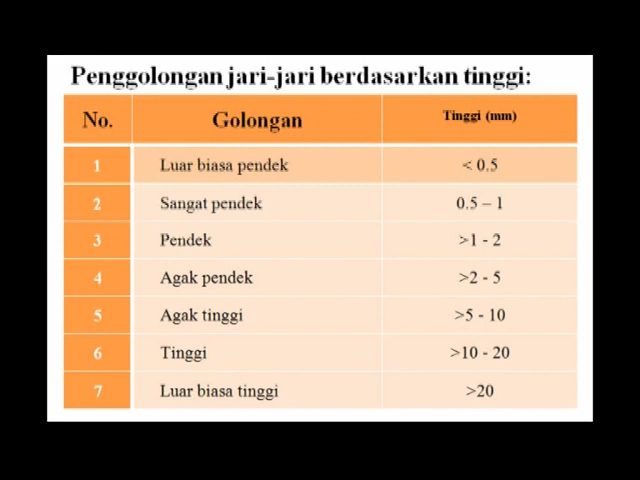 Penggolongan jari-jari berdasarkan tinggi:
No. Golongan Tinggi (mm)
1 Luar biasa pendek < 0.5
2 Sangat pendek 0.5 – 1
3 Pendek >1 - 2
4 Agak pendek >2 - 5
5 Agak tinggi >5 - 10
6 Tinggi >10 - 20
7 Luar biasa tinggi >20